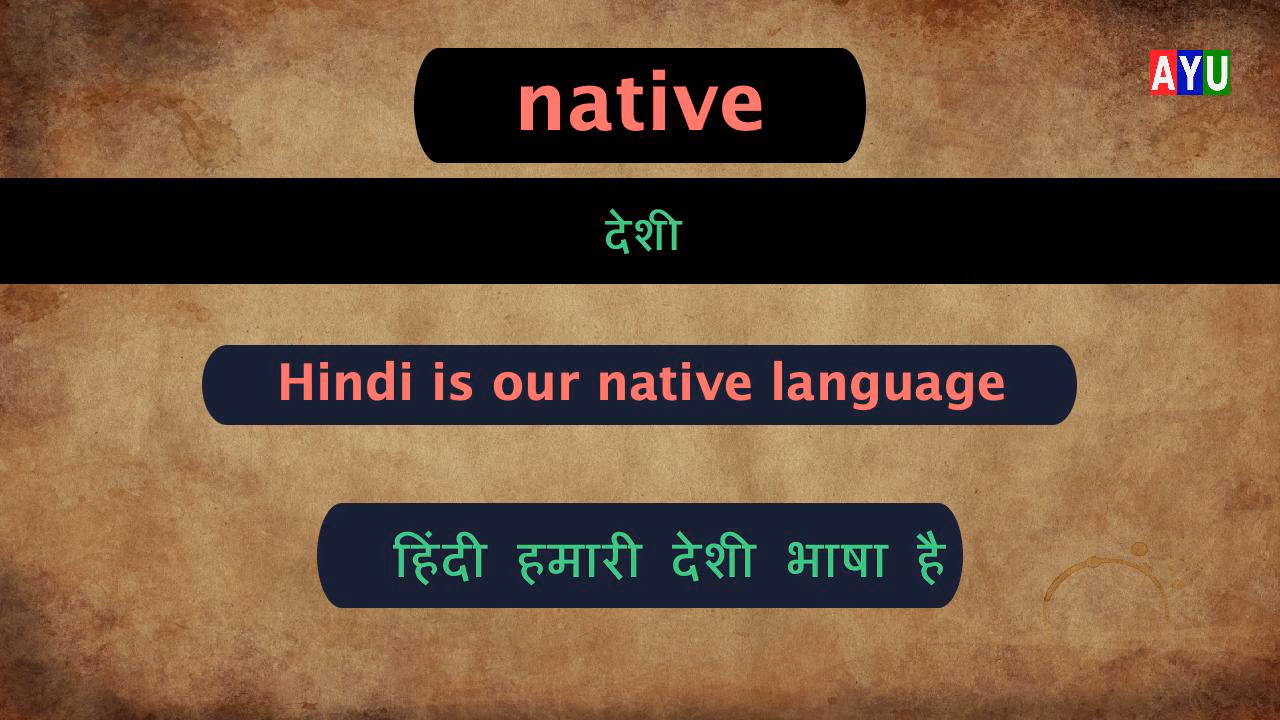 native
AYU
देशी
Hindi is our native language
हिंदी हमारी देशी भाषा है